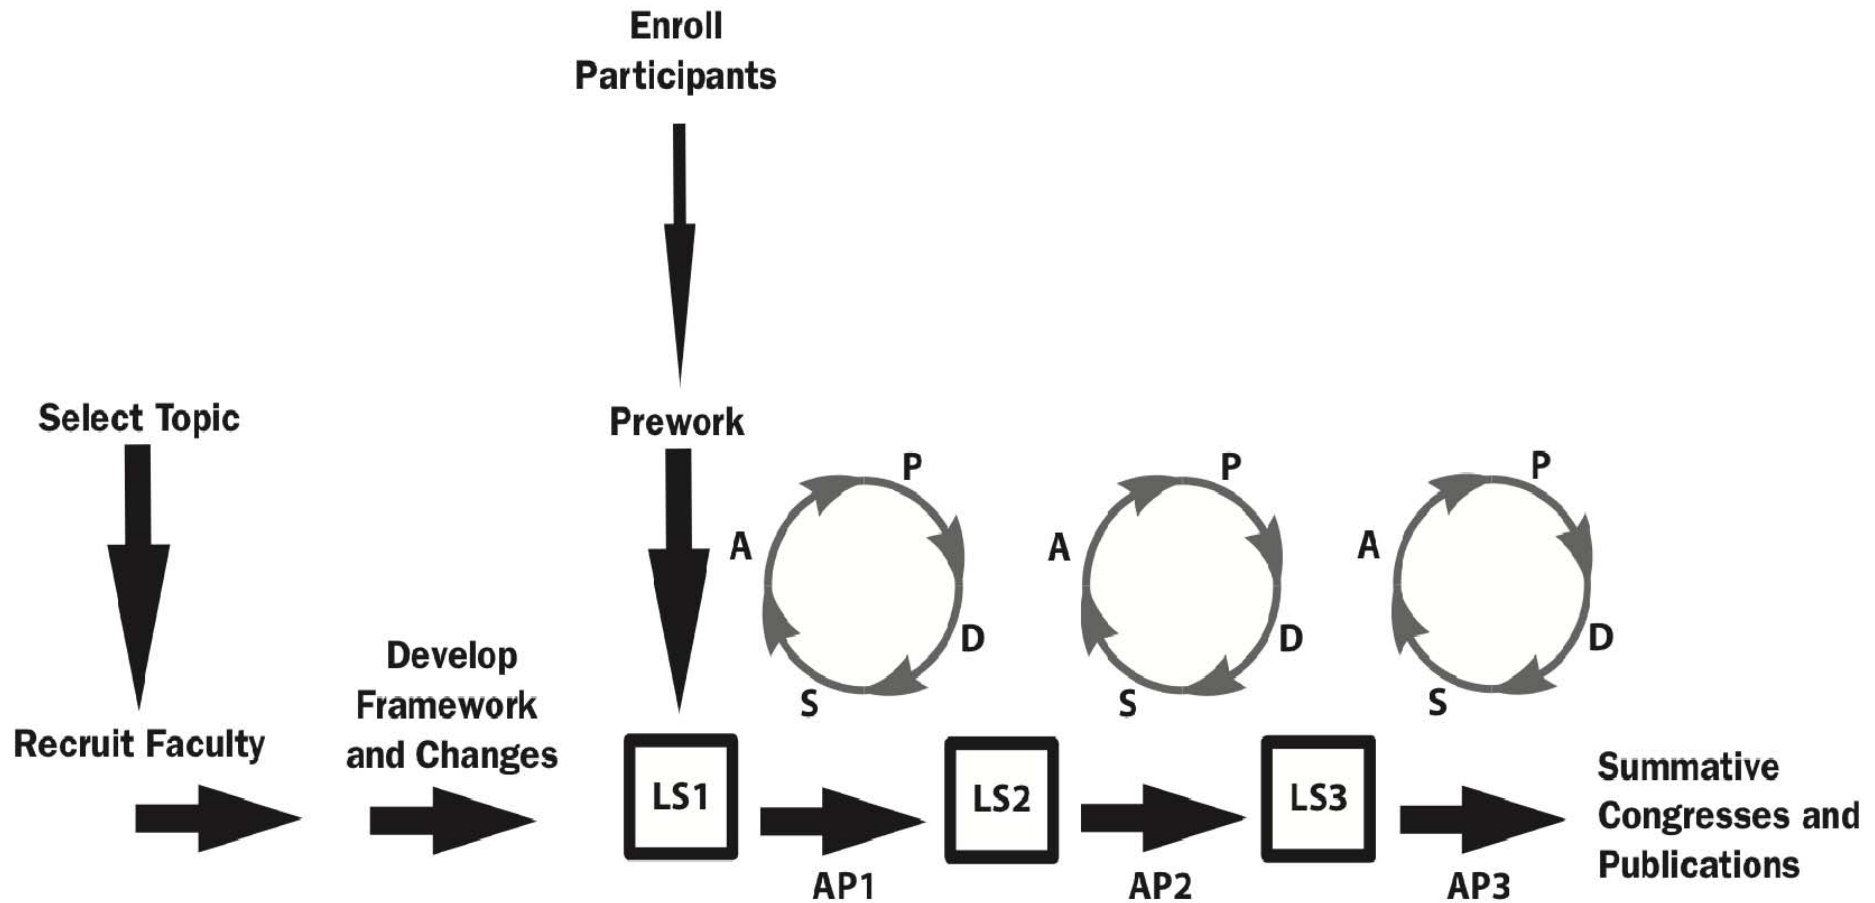 Enroll
Participants
Select Topic
Prework
P
A
D
S
P
A
D
S
P
A
D
S
Develop
Framework
and Changes
Recruit Faculty
LS1
LS2
LS3
Summative
Congresses and
Publications
AP1
AP2
AP3